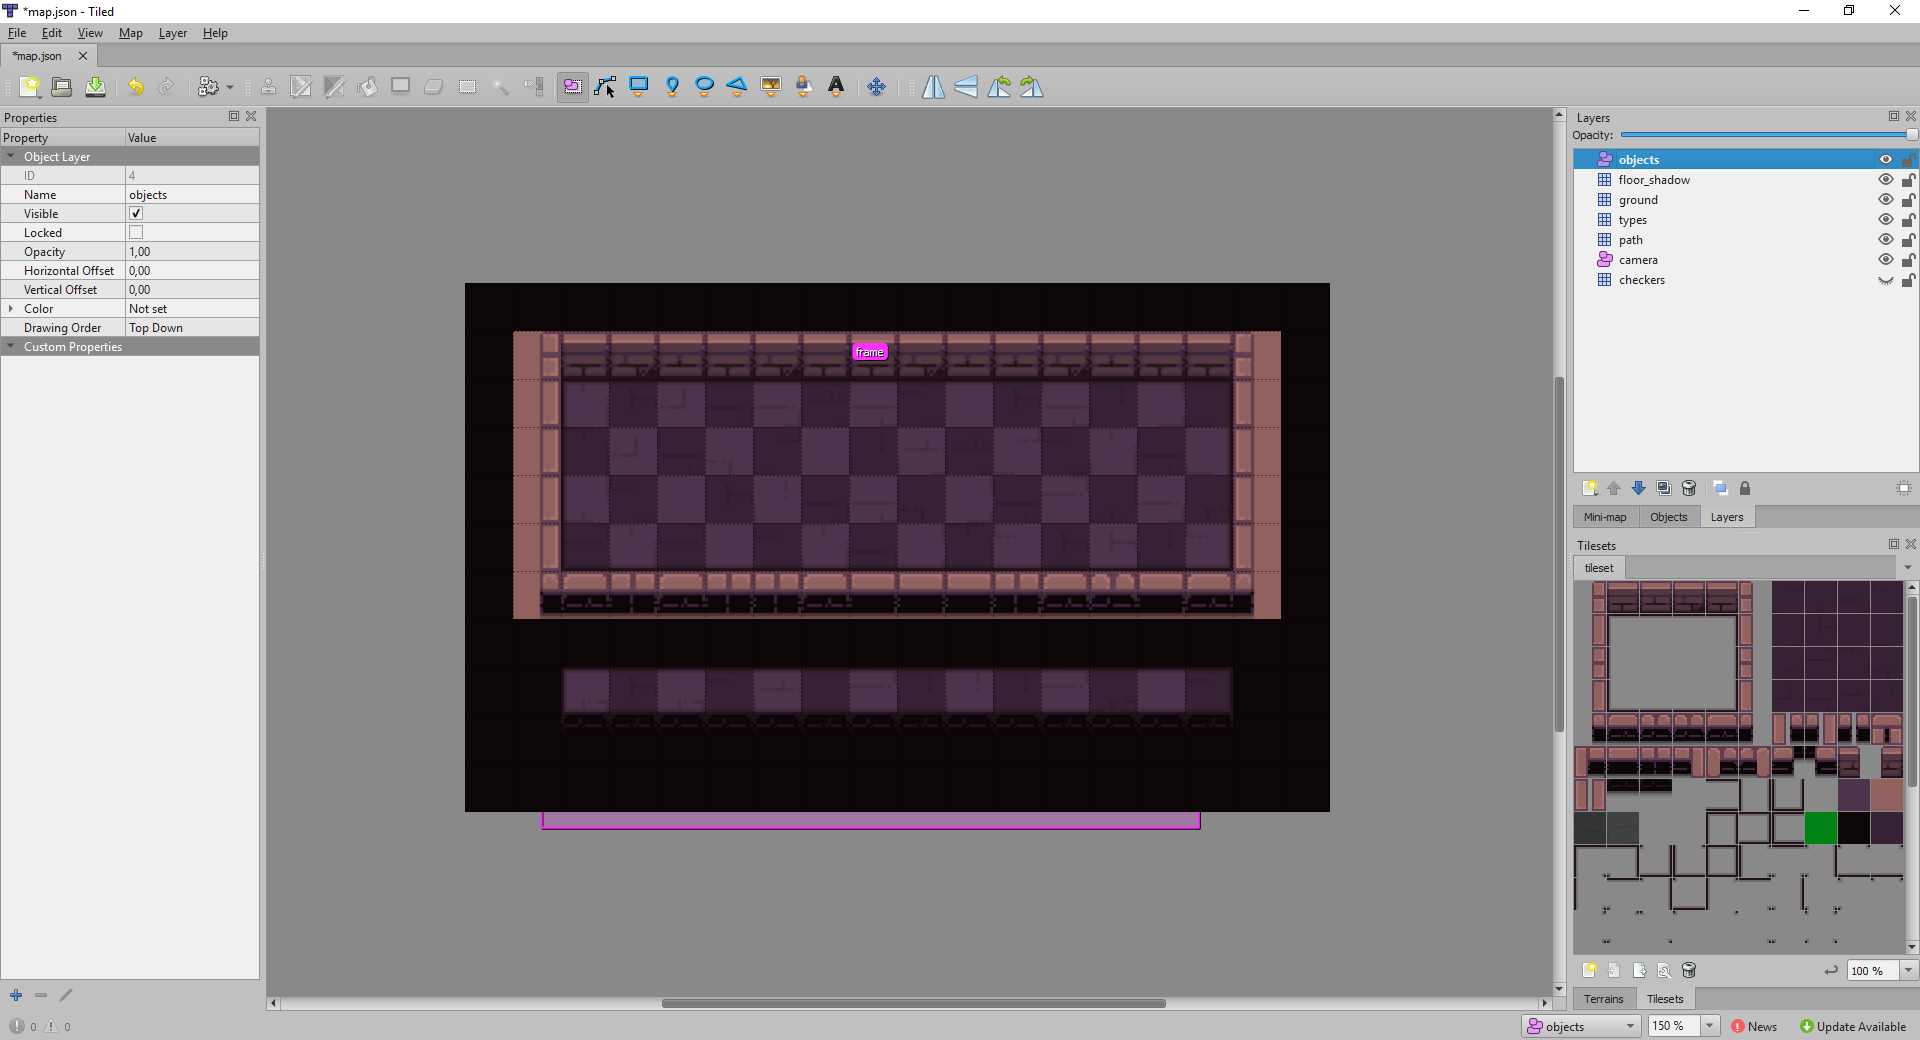 *map.json - Tiled
File Edit View Map Layer Help
*map.json
Properties
Property Value
Object Layer
ID 4
Name objects
Visible
Locked
Opacity 1,00
Horizontal Offset 0,00
Vertical Offset 0,00
Color Not set
Drawing Order Top Down
Custom Properties
frame
Layers
Opacity:
objects
floor_shadow
ground
types
path
camera
checkers
Mini-map Objects Layers
Tilesets
tileset
100 %
Terrains Tilesets
0 0
objects 150 % News Update Available